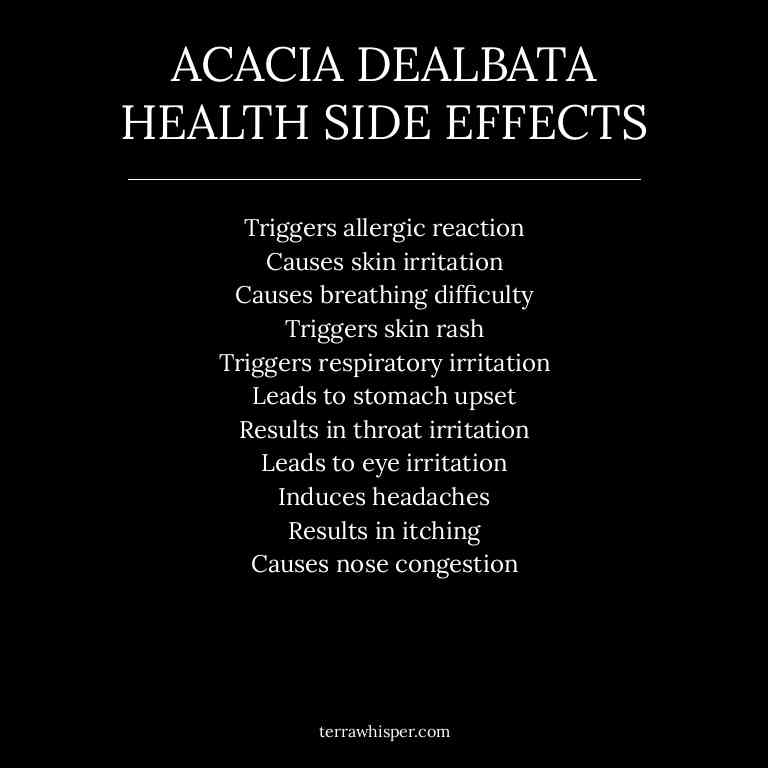 ACACIA DEALBATA
HEALTH SIDE EFFECTS
Triggers allergic reaction
Causes skin irritation
Causes breathing difficulty
Triggers skin rash
Triggers respiratory irritation
Leads to stomach upset
Results in throat irritation
Leads to eye irritation
Induces headaches
Results in itching
Causes nose congestion
terrawhisper.com